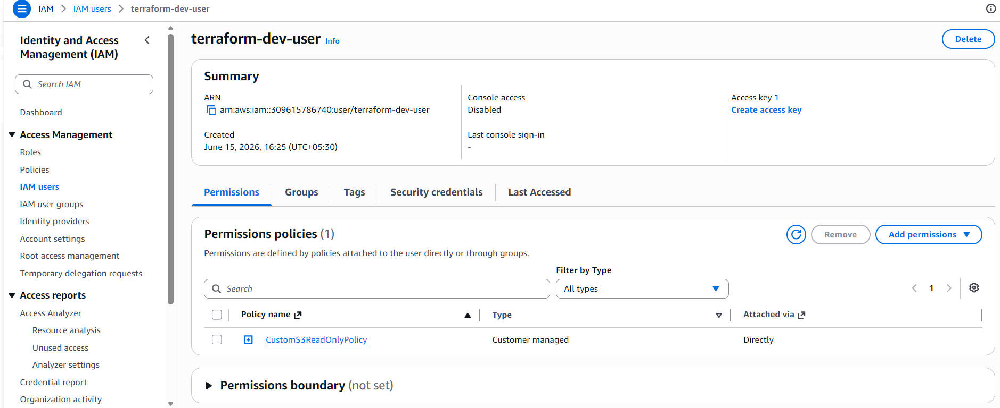 IAM > IAM users > terraform-dev-user
Identity and Access
Management (IAM)
Search IAM
Dashboard
Access Management
Roles
Policies
IAM users
IAM user groups
Identity providers
Account settings
Root access management
Temporary delegation requests
Access reports
Access Analyzer
Resource analysis
Unused access
Analyzer settings
Credential report
Organization activity
terraform-dev-user Info
Delete
Summary
ARN
arn:aws:iam::309615786740:user/terraform-dev-user
Created
June 15, 2026, 16:25 (UTC+05:30)
Console access
Disabled
Last console sign-in
-
Access key 1
Create access key
Permissions Groups Tags Security credentials Last Accessed
Permissions policies (1)
Remove Add permissions
Permissions are defined by policies attached to the user directly or through groups.
Filter by Type
Search All types 1
Policy name Type Attached via
CustomS3ReadOnlyPolicy Customer managed Directly
Permissions boundary (not set)